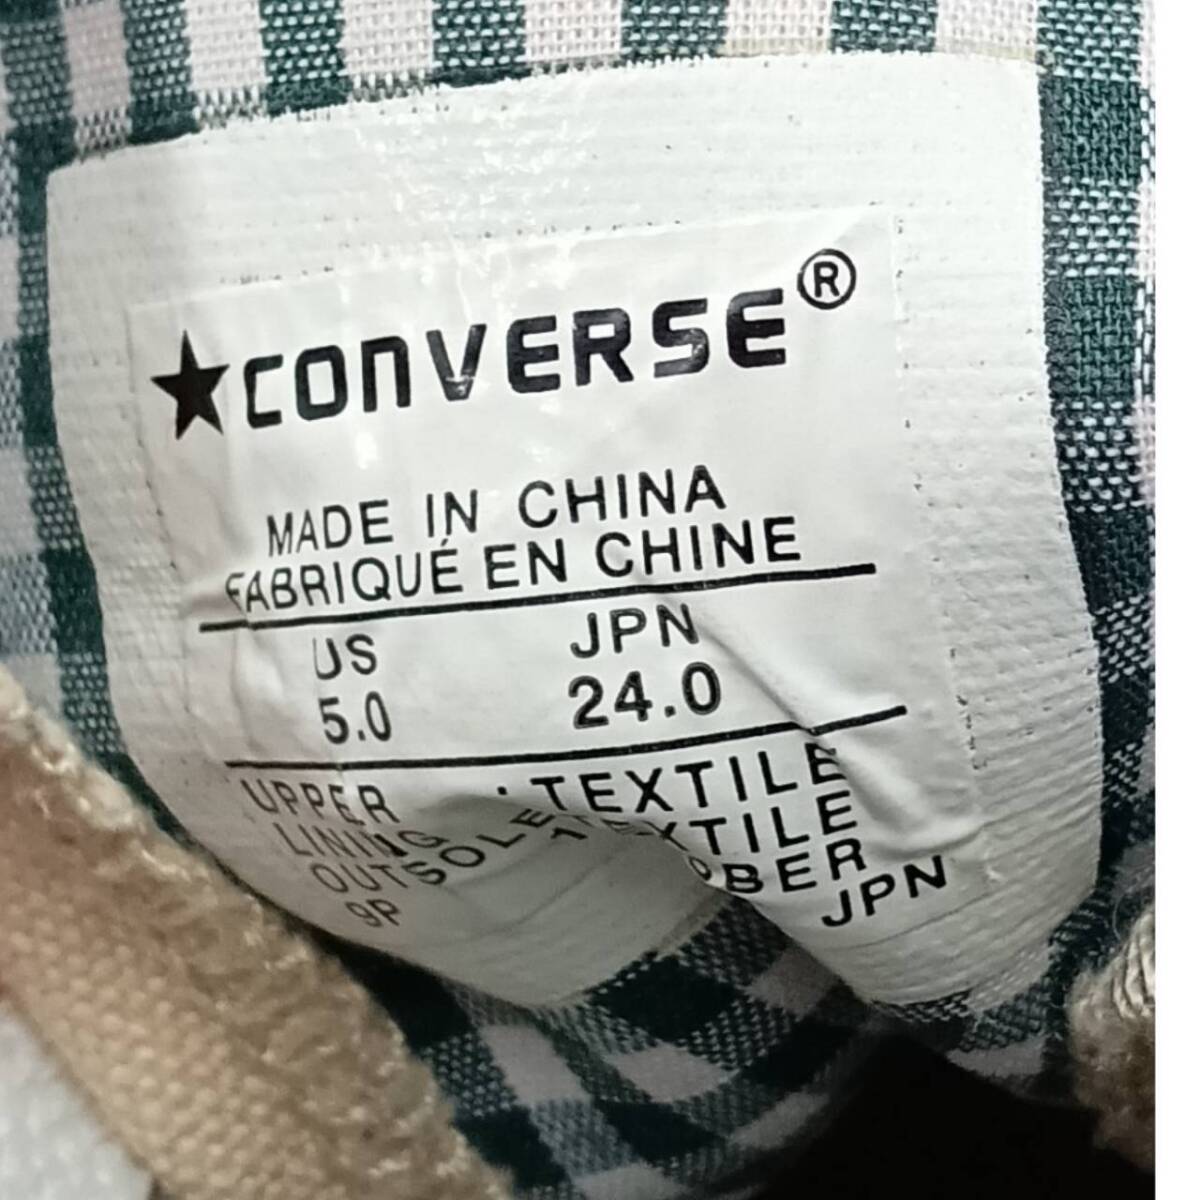 ★CONVERSE®
MADE IN CHINA
FABRIQUÉ EN CHINE
US JPN
5.0 24.0
UPPER : TEXTILE
LINING : TEXTILE
OUTSOLE
9P JPN